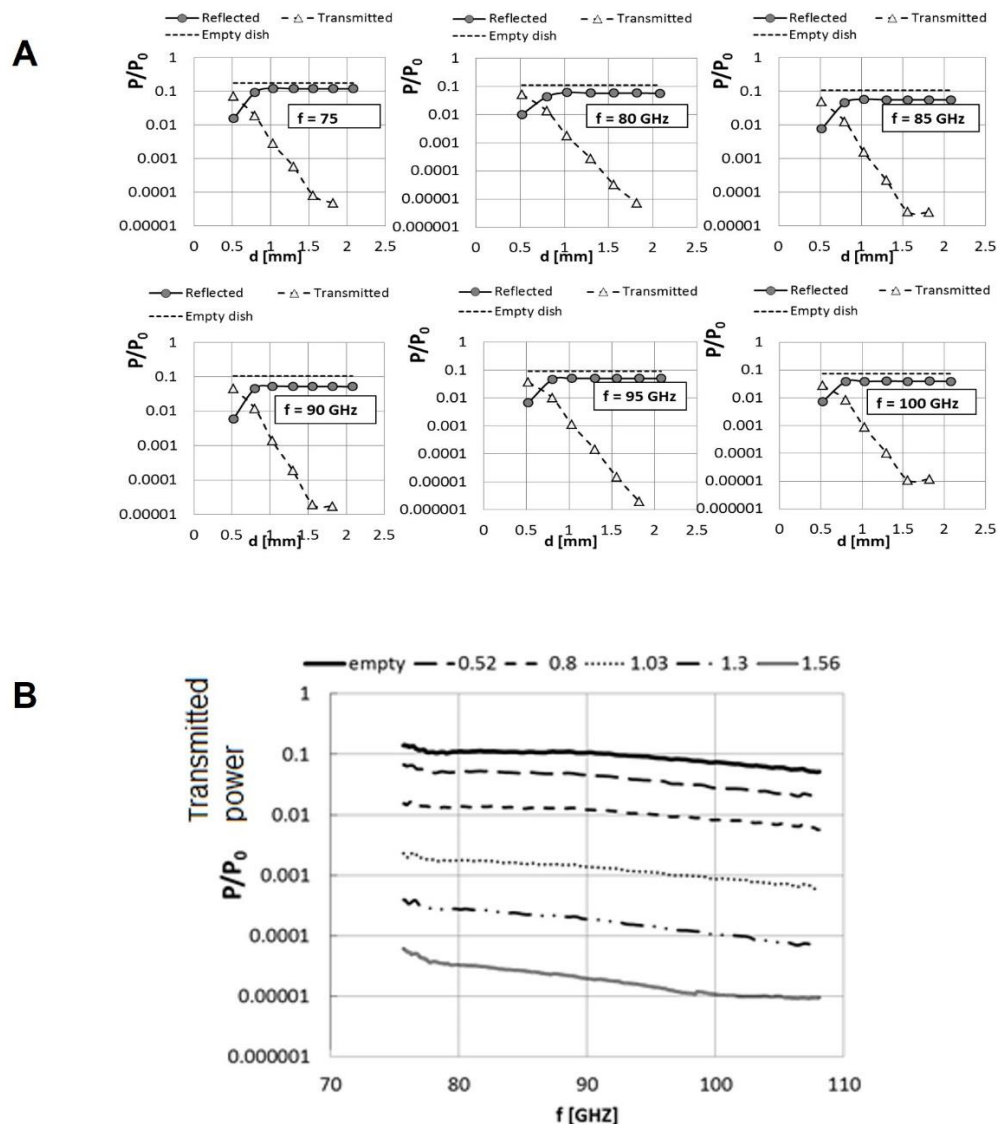 A
Reflected Transmitted
Empty dish
P/P0
1
0.1
0.01
0.001
0.0001
0.00001
f = 75
0 0.5 1 1.5 2 2.5
d [mm]
Reflected Transmitted
Empty dish
P/P0
1
0.1
0.01
0.001
0.0001
0.00001
f = 80 GHz
0 0.5 1 1.5 2 2.5
d [mm]
Reflected Transmitted
Empty dish
P/P0
1
0.1
0.01
0.001
0.0001
0.00001
f = 85 GHz
0 0.5 1 1.5 2 2.5
d [mm]
Reflected Transmitted
Empty dish
P/P0
1
0.1
0.01
0.001
0.0001
0.00001
f = 90 GHz
0 0.5 1 1.5 2 2.5
d [mm]
Reflected Transmitted
Empty dish
P/P0
1
0.1
0.01
0.001
0.0001
0.00001
0.000001
f = 95 GHz
0 0.5 1 1.5 2 2.5
d [mm]
Reflected Transmitted
Empty dish
P/P0
1
0.1
0.01
0.001
0.0001
0.00001
0.000001
f = 100 GHz
0 0.5 1 1.5 2 2.5
d [mm]
B
empty 0.52 0.8 1.03 1.3 1.56
Transmitted
power
P/P0
1
0.1
0.01
0.001
0.0001
0.00001
0.000001
70 80 90 100 110
f [GHZ]